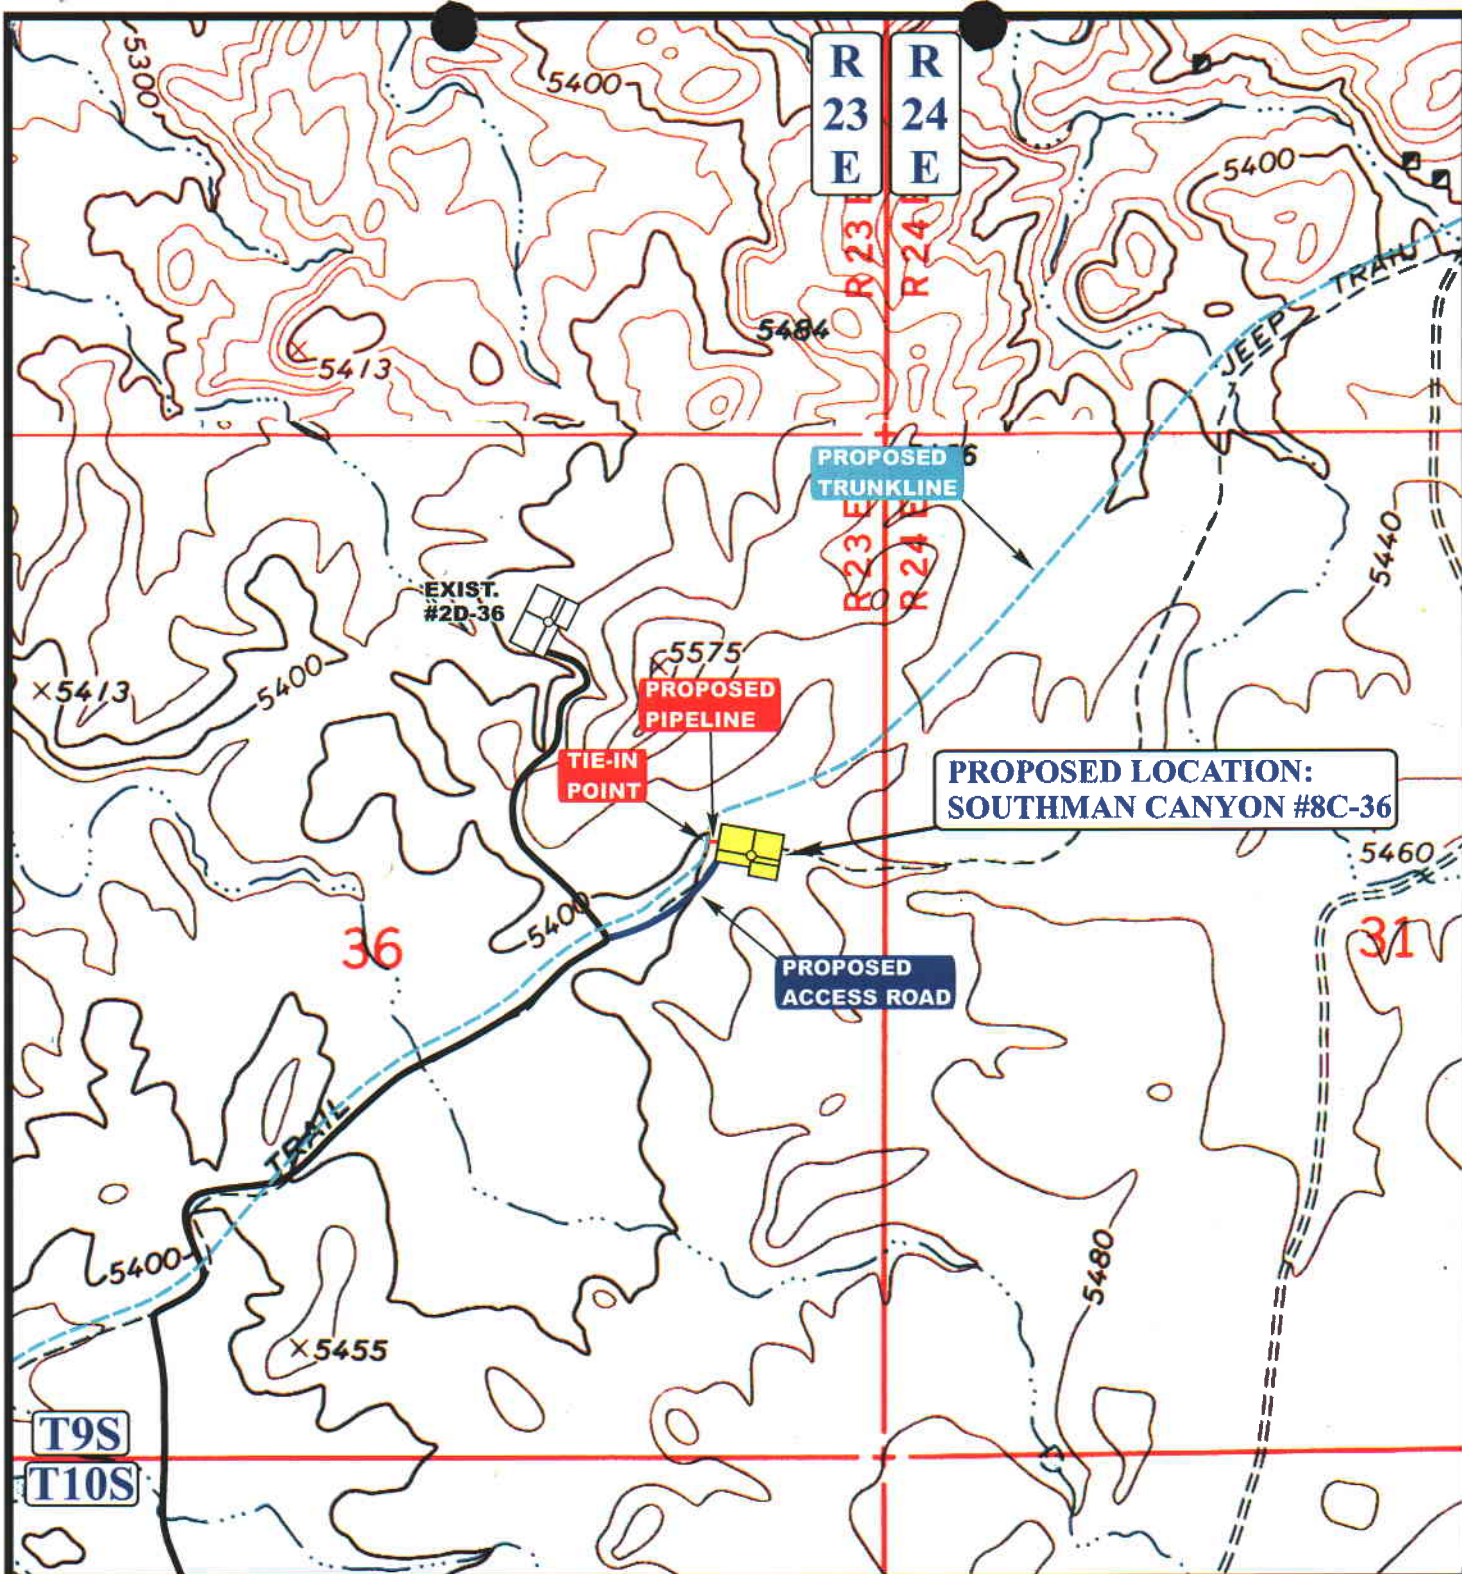 5300
5400
R
23
E
R
24
E
R 23 E
R 24 E
5400
JEEP TRAIL
5484
5413
PROPOSED
TRUNKLINE
6
R 23 E
R 24 E
5440
EXIST.
#2D-36
5575
5413
5400
PROPOSED
PIPELINE
TIE-IN
POINT
PROPOSED LOCATION:
SOUTHMAN CANYON #8C-36
5460
5400
36
31
PROPOSED
ACCESS ROAD
TRAIL
5400
5480
5455
T9S
T10S